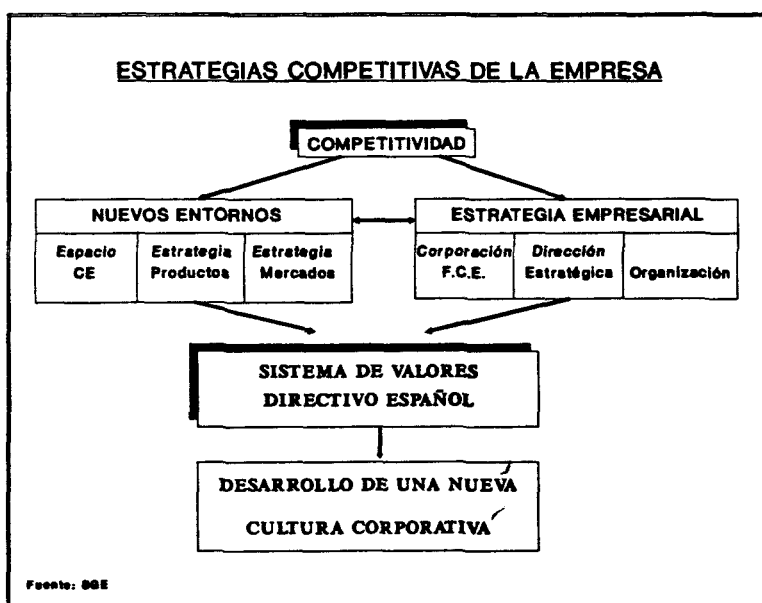 ESTRATEGIAS COMPETITIVAS DE LA EMPRESA
COMPETITIVIDAD
NUEVOS ENTORNOS
Espacio
CE
Estrategia
Productos
Estrategia
Mercados
ESTRATEGIA EMPRESARIAL
Corporación
F.C.E.
Dirección
Estratégica
Organización
SISTEMA DE VALORES
DIRECTIVO ESPAÑOL
DESARROLLO DE UNA NUEVA
CULTURA CORPORATIVA
Fuente: